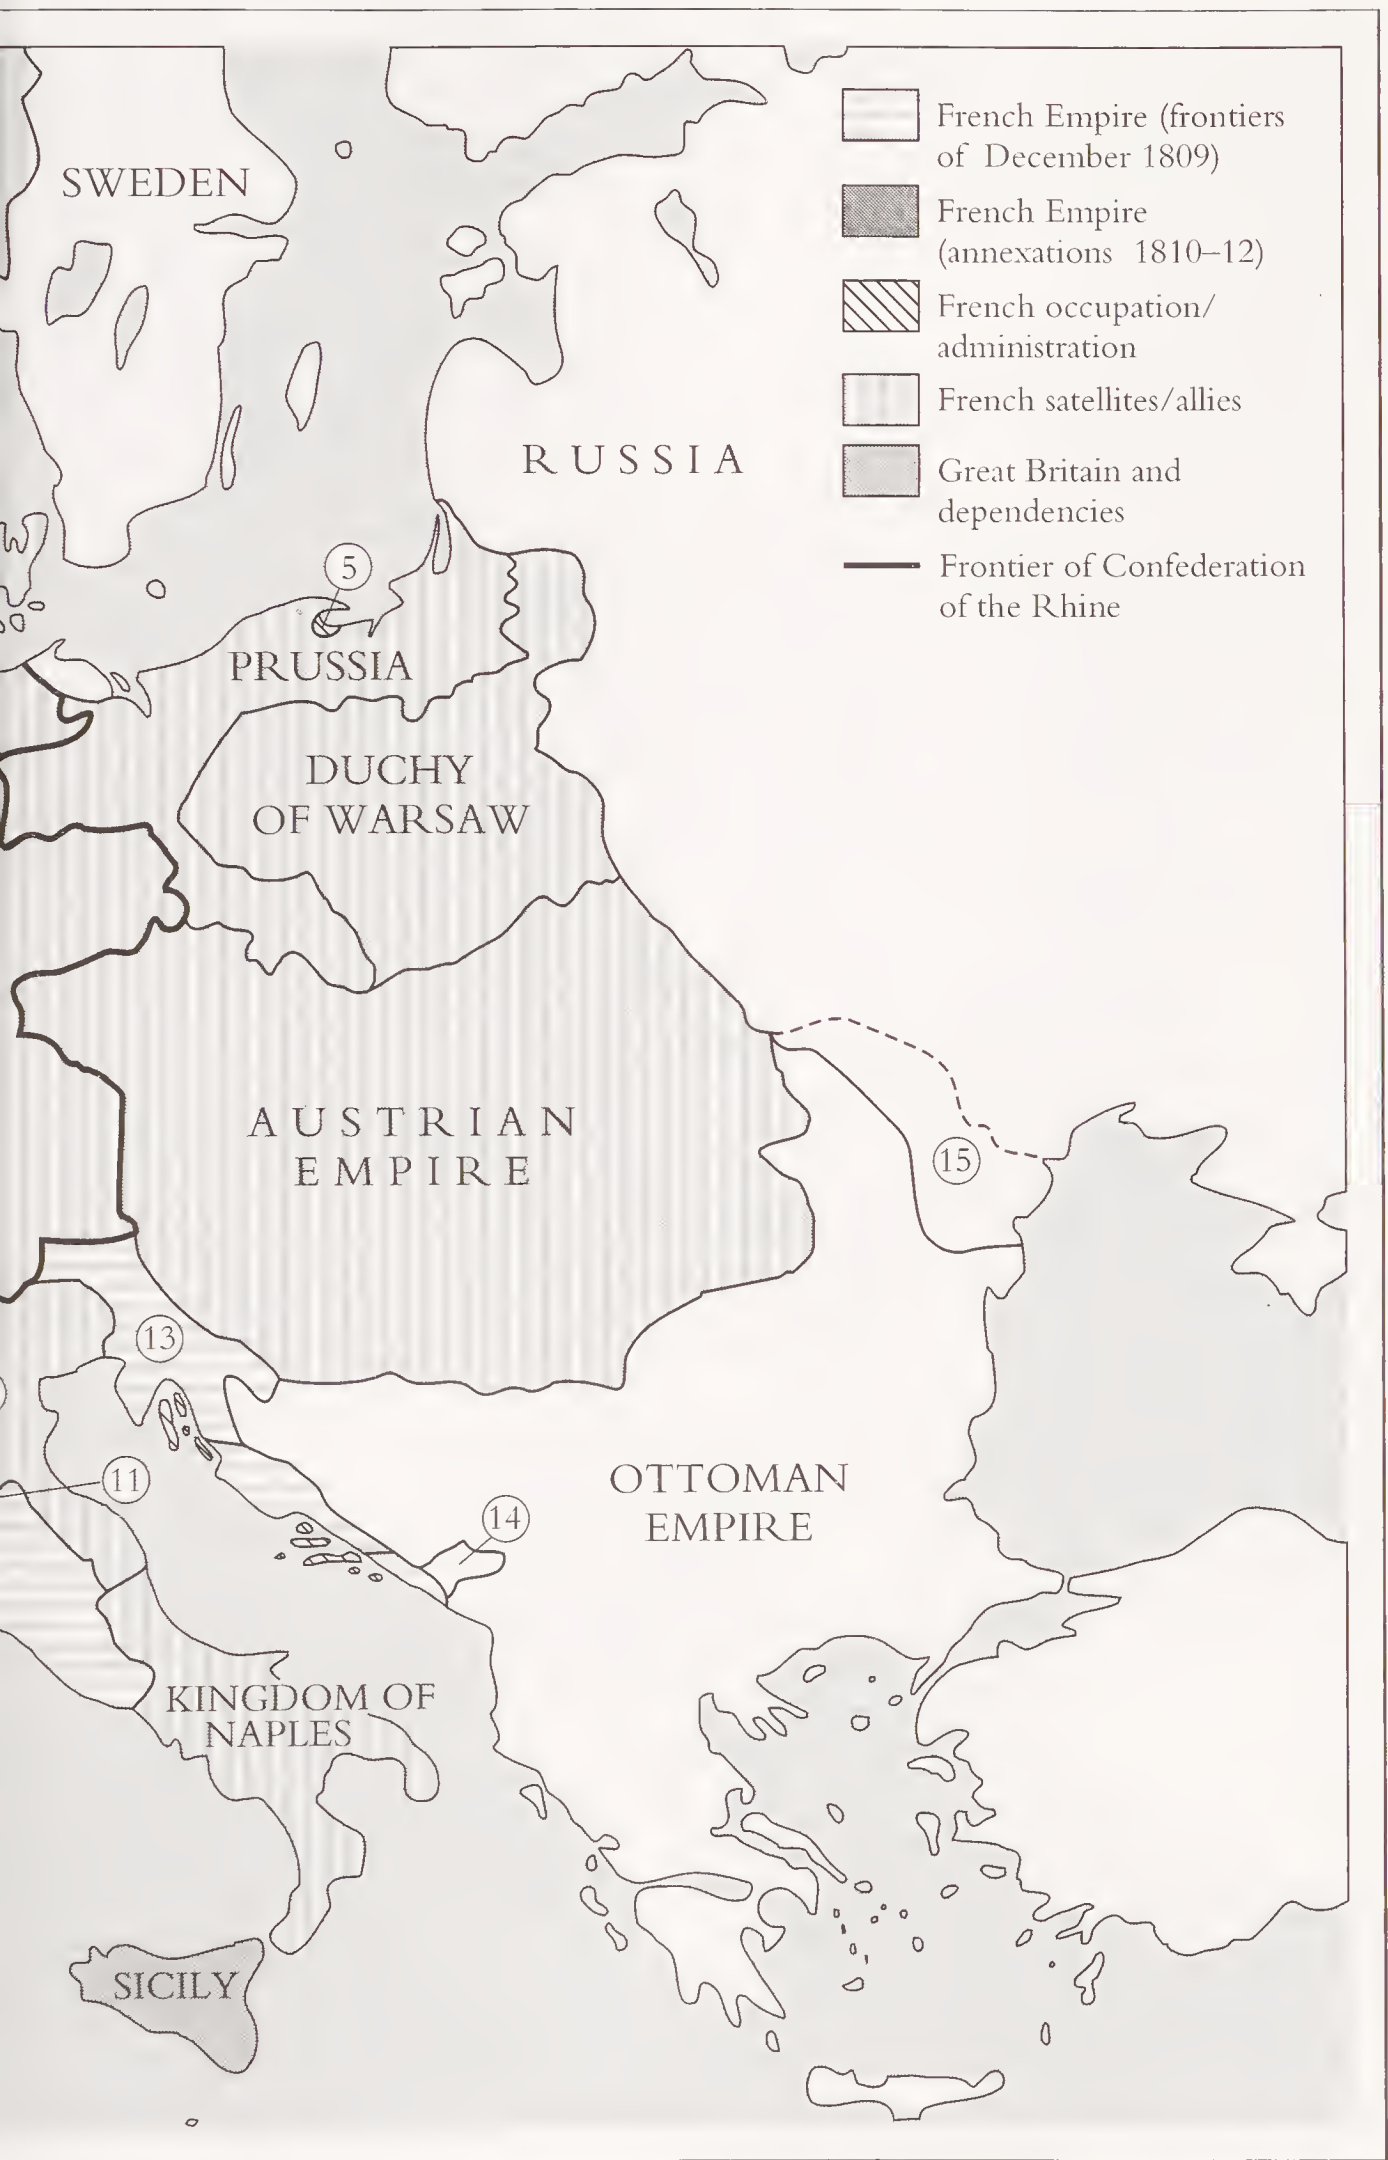 French Empire (frontiers
of December 1809)
French Empire
(annexations 1810–12)
French occupation/
administration
French satellites/allies
Great Britain and
dependencies
Frontier of Confederation
of the Rhine
SWEDEN
RUSSIA
5
PRUSSIA
DUCHY
OF WARSAW
AUSTRIAN
EMPIRE
15
13
11
14
OTTOMAN
EMPIRE
KINGDOM OF
NAPLES
SICILY